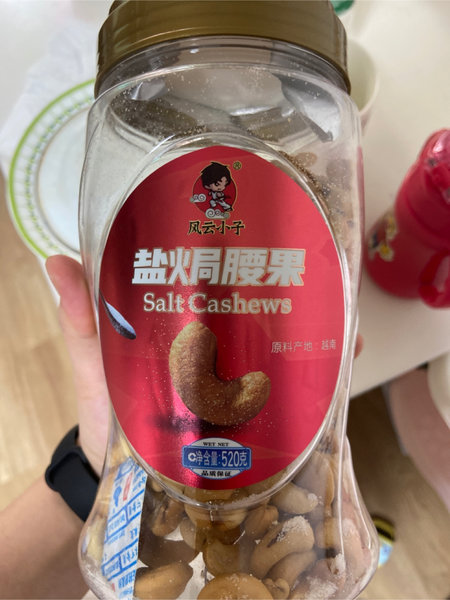 风云小子
盐焗腰果
Salt Cashews
原料产地：越南
WET NET
净含量:520克
品质保证